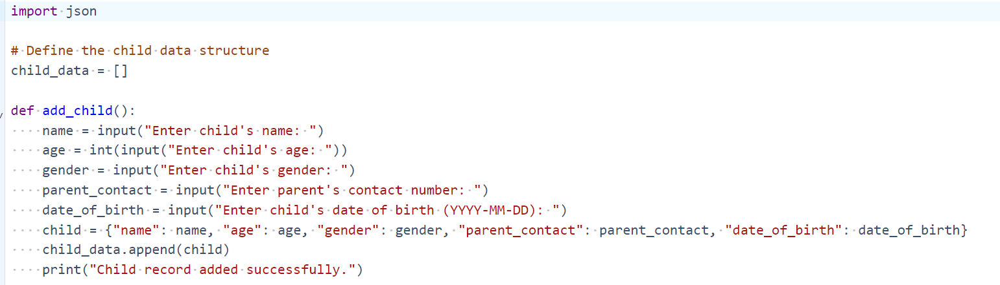 import json
# Define the child data structure
child_data = []
def add_child():
    name = input("Enter child's name: ")
    age = int(input("Enter child's age: "))
    gender = input("Enter child's gender: ")
    parent_contact = input("Enter parent's contact number: ")
    date_of_birth = input("Enter child's date of birth (YYYY-MM-DD): ")
    child = {"name": name, "age": age, "gender": gender, "parent_contact": parent_contact, "date_of_birth": date_of_birth}
    child_data.append(child)
    print("Child record added successfully.")